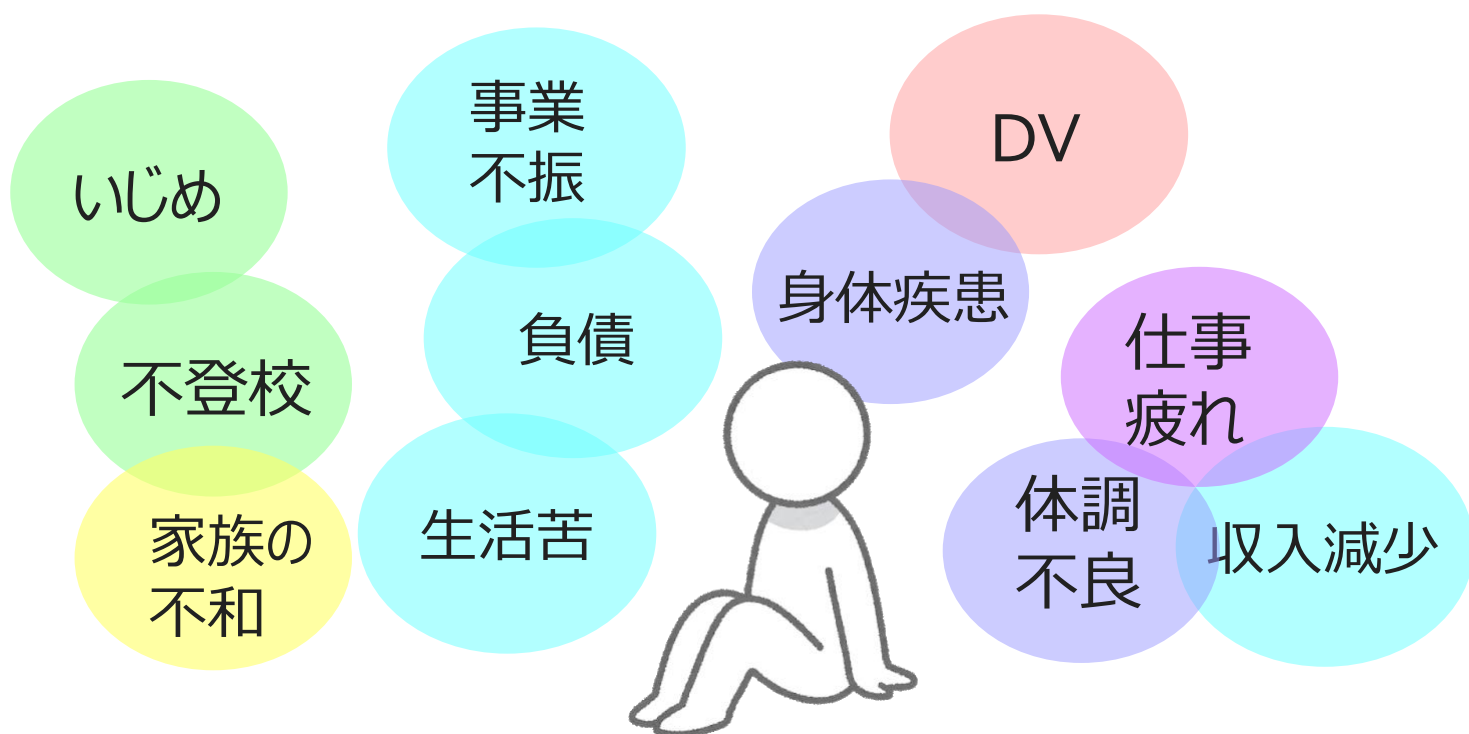 いじめ
不登校
家族の
不和
事業
不振
負債
生活苦
DV
身体疾患
仕事
疲れ
体調
不良
収入減少